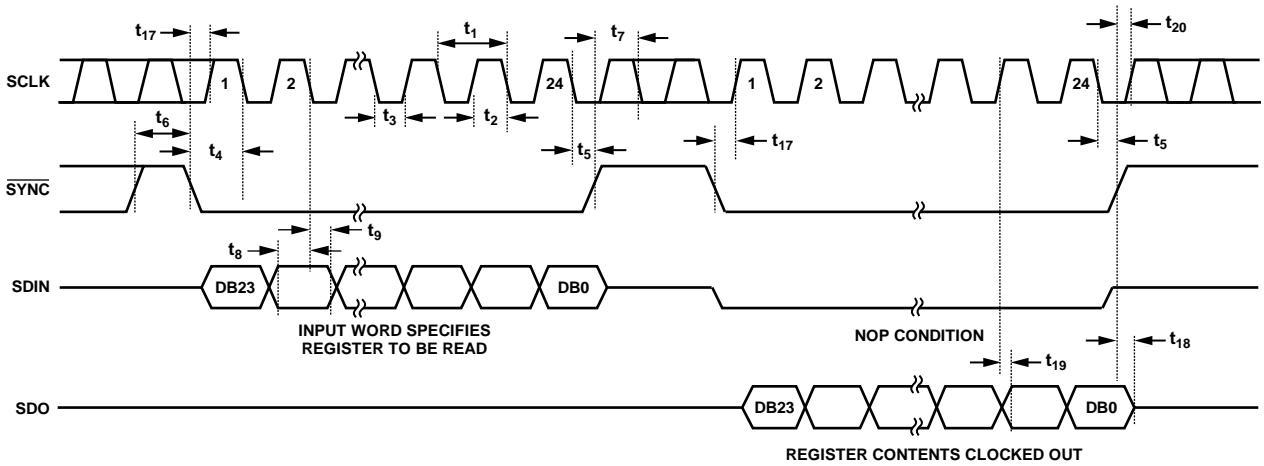 t17
t1
t7
t20
SCLK
1
2
24
1
2
24
t3
t2
t6
t4
t5
t17
t5
SYNC
t9
t8
SDIN
DB23
DB0
INPUT WORD SPECIFIES
REGISTER TO BE READ
NOP CONDITION
t18
t19
SDO
DB23
DB0
REGISTER CONTENTS CLOCKED OUT